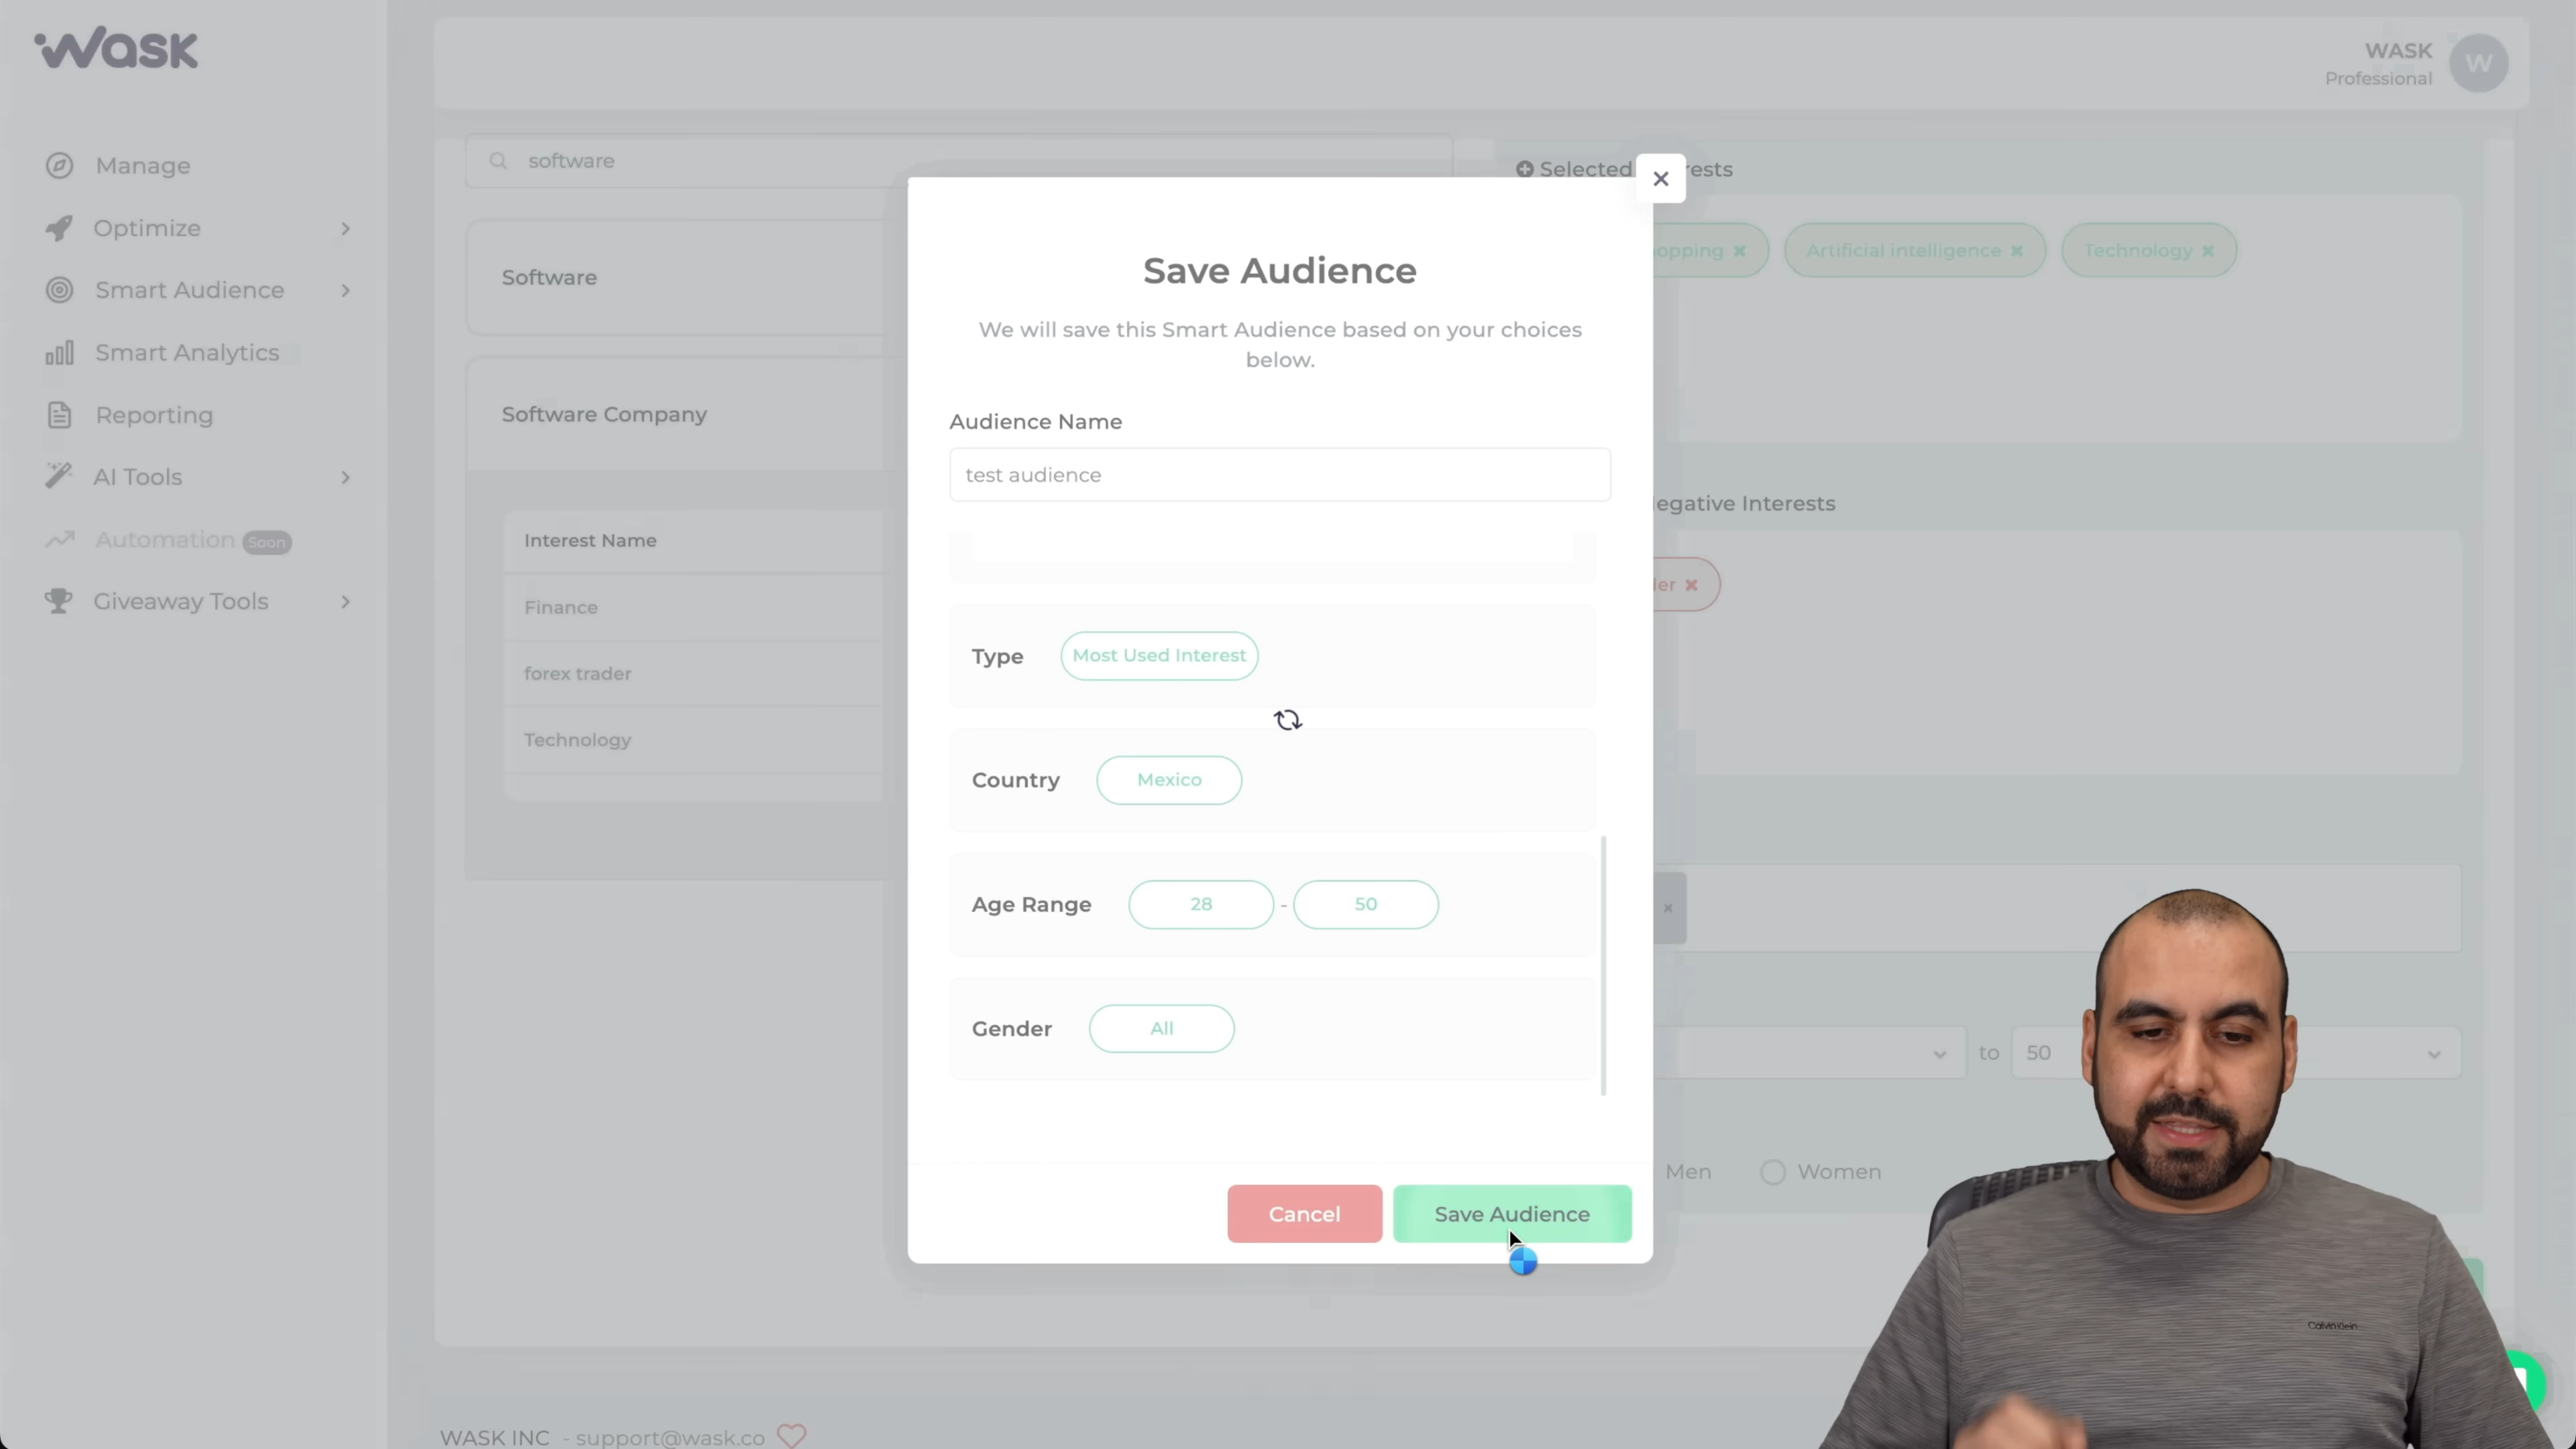 Wask
WASK
Professional
W
Manage
Optimize
Smart Audience
Smart Analytics
Reporting
AI Tools
Automation Soon
Giveaway Tools
software
Software
Software Company
Interest Name
Finance
forex trader
Technology
Selected rests
opping
Artificial intelligence
Technology
egative Interests
er
to 50
Men
Women
Save Audience
We will save this Smart Audience based on your choices
below.
Audience Name
test audience
Type Most Used Interest
Country Mexico
Age Range 28 - 50
Gender All
Cancel
Save Audience
Calvin Klein
WASK INC - support@wask.co